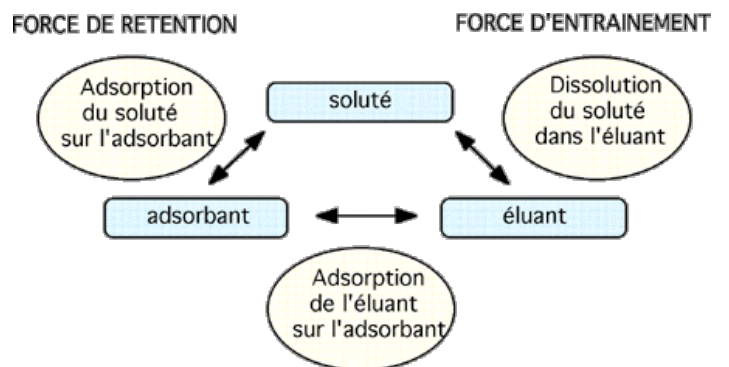 FORCE DE RETENTION
FORCE D'ENTRAINEMENT
Adsorption
du soluté
sur l'adsorbant
soluté
Dissolution
du soluté
dans l'éluant
adsorbant
éluant
Adsorption
de l'éluant
sur l'adsorbant